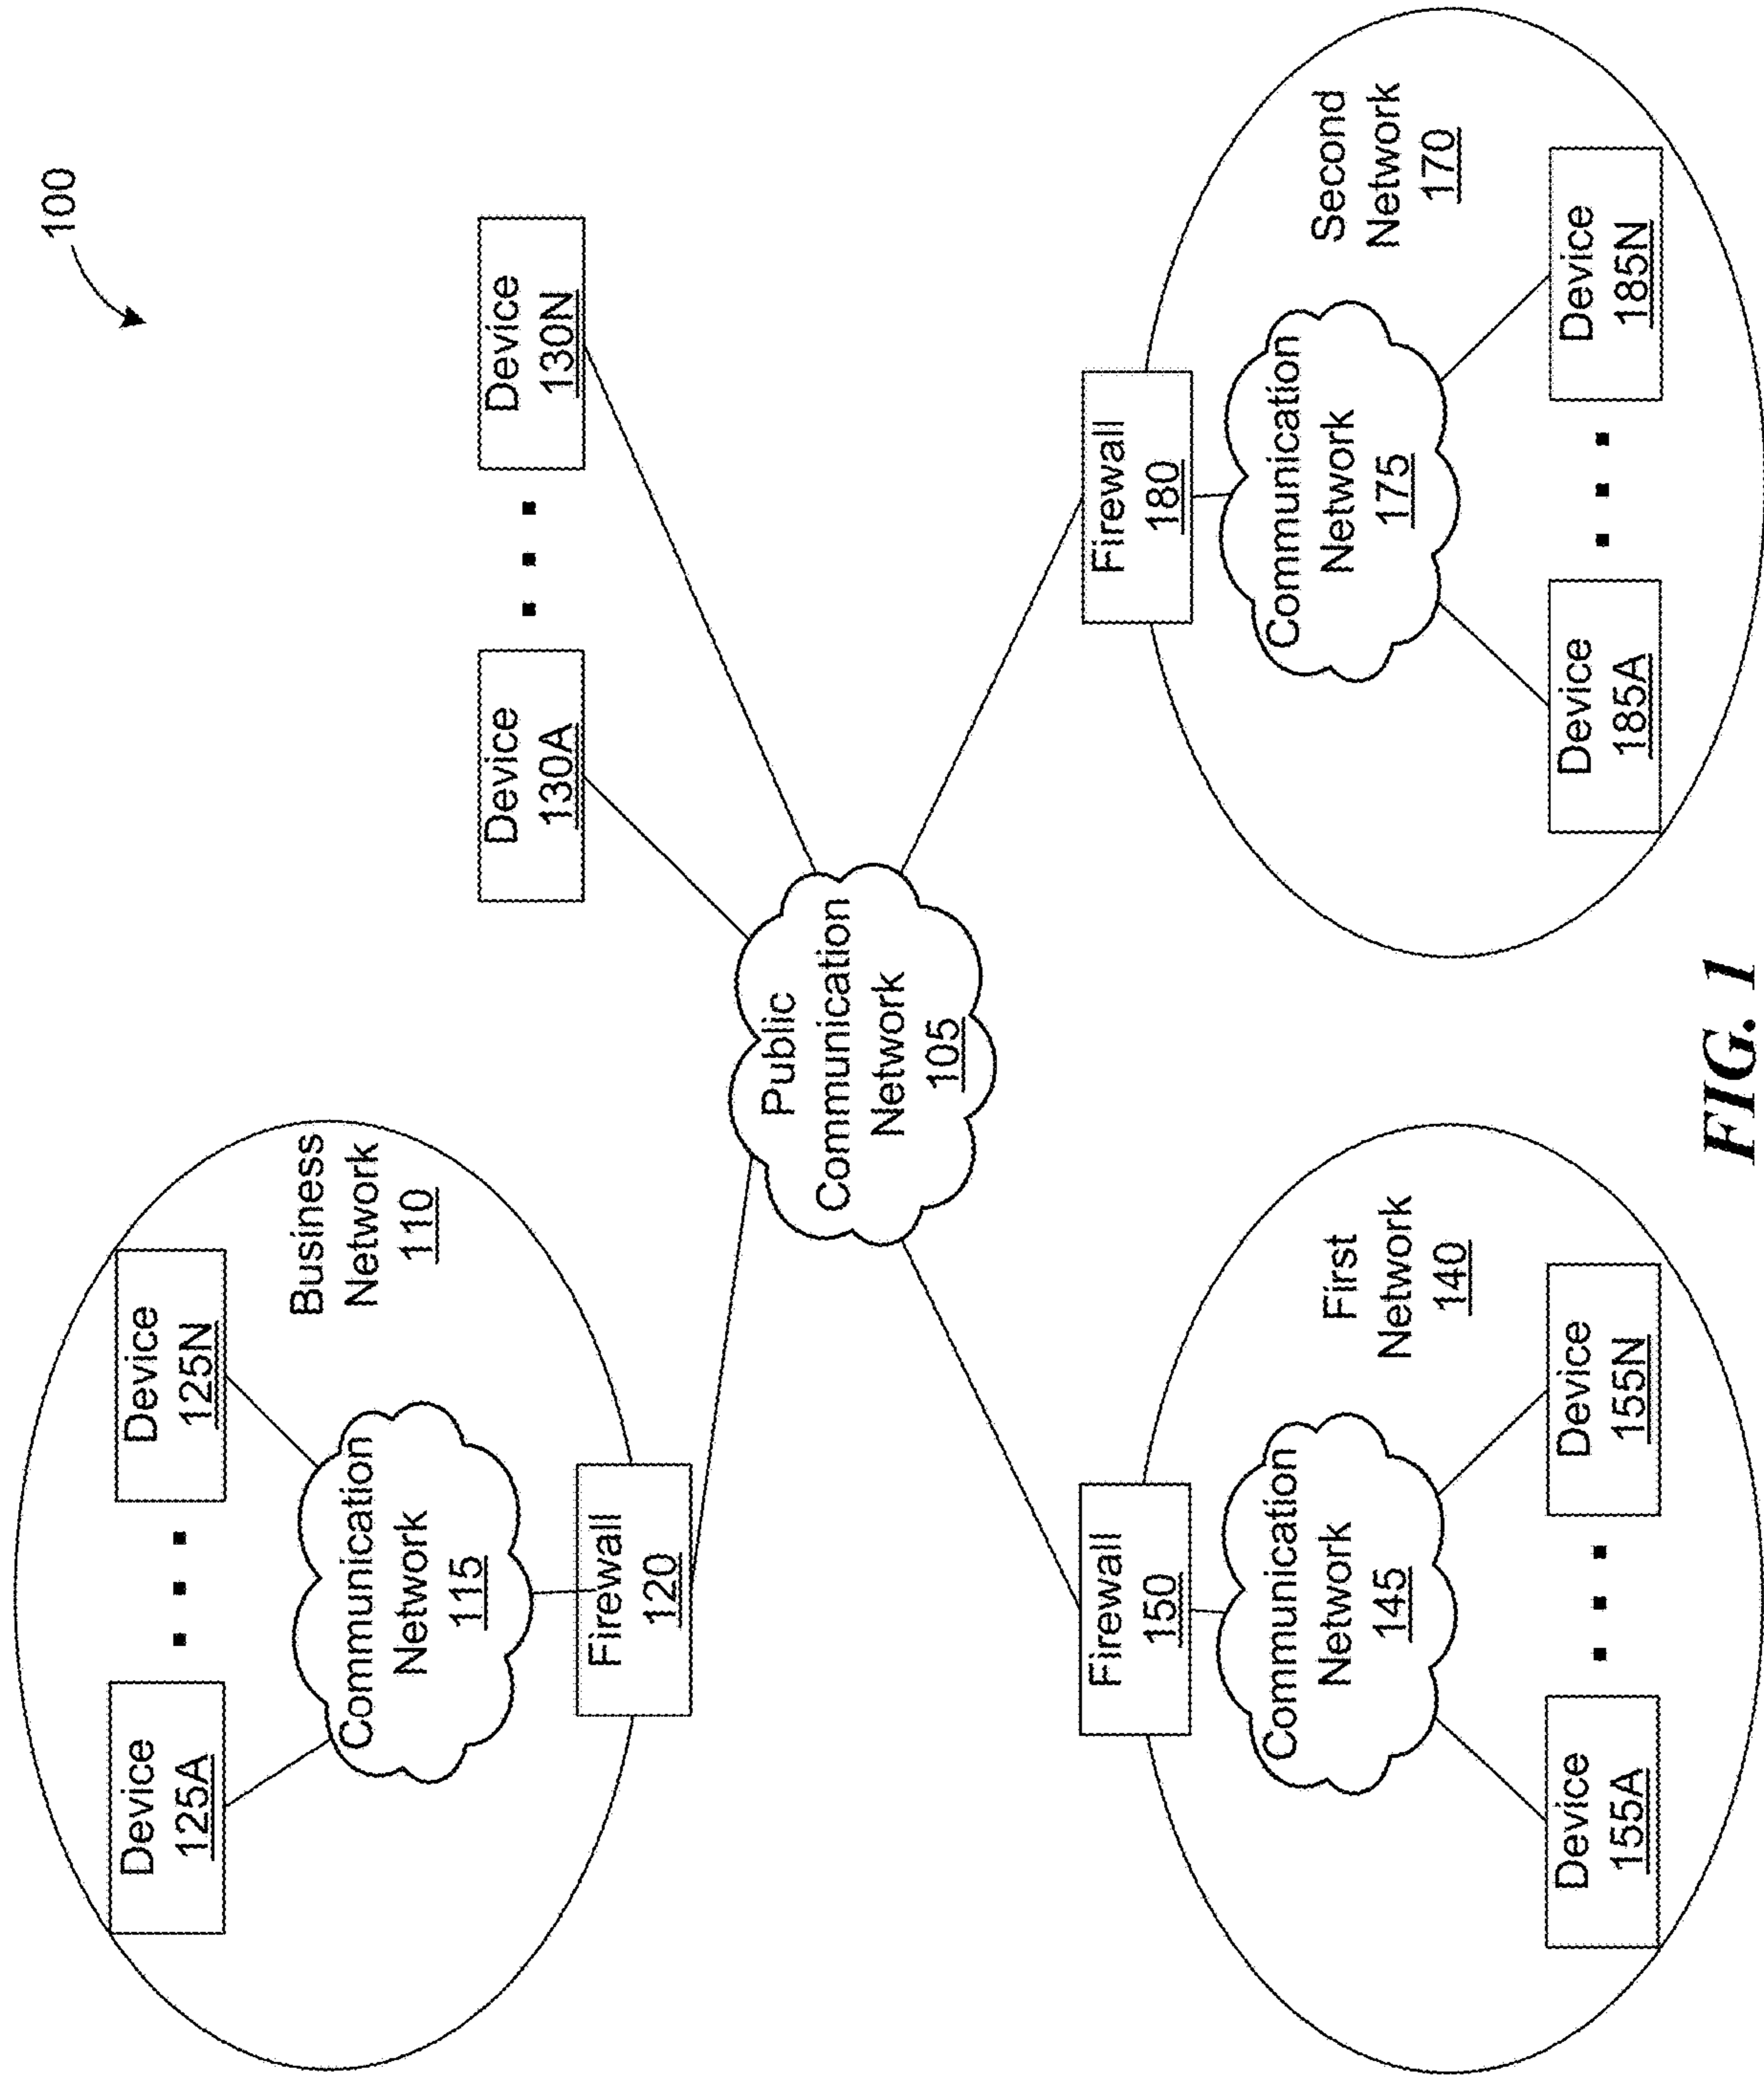 100
Device
125A
Device
125N
Business
Network
110
Communication
Network
115
Firewall
120
Device
130A
Device
130N
Public
Communication
Network
105
Firewall
150
Communication
Network
145
First
Network
140
Device
155A
Device
155N
Firewall
180
Communication
Network
175
Second
Network
170
Device
185A
Device
185N
FIG. 1